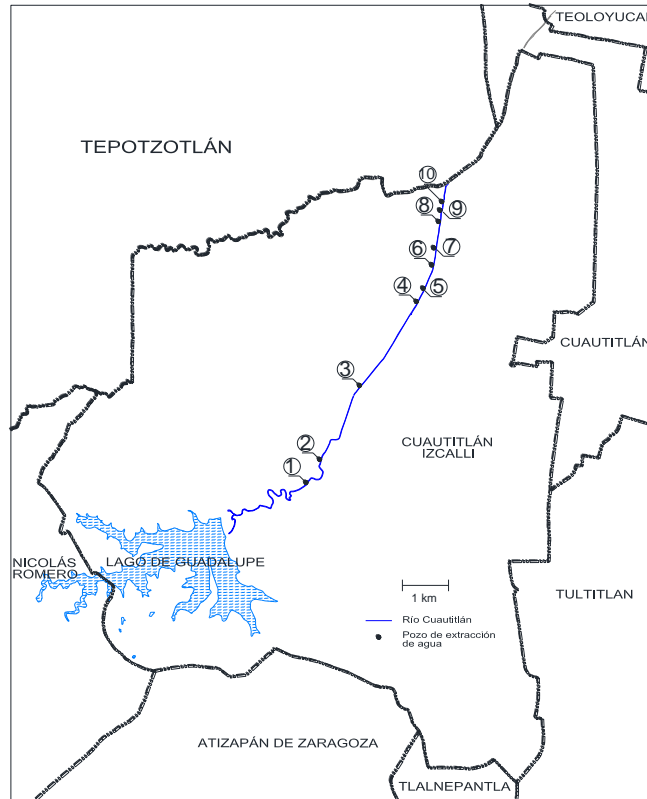 TEOLOYUCA
TEPOTZOTLÁN
10
8
9
7
6
4
5
CUAUTITLÁN
3
CUAUTITLÁN
IZCALLI
2
1
NICOLÁS
ROMERO
LAGO DE GUADALUPE
1 km
TULTITLAN
Río Cuautitlán
Pozo de extracción
de agua
ATIZAPÁN DE ZARAGOZA
TLALNEPANTLA